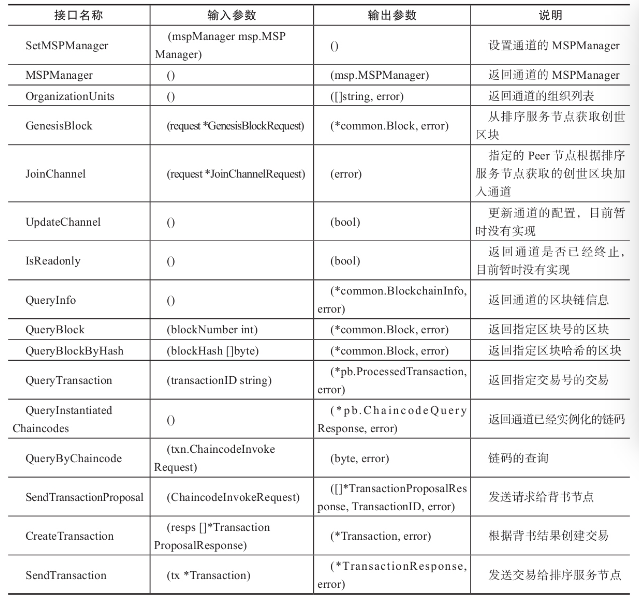 接口名称 输入参数 输出参数 说明
SetMSPManager (mspManager msp.MSP Manager) () 设置通道的 MSPManager
MSPManager () (msp.MSPManager) 返回通道的 MSPManager
OrganizationUnits () ([]string, error) 返回通道的组织列表
GenesisBlock (request *GenesisBlockRequest) (*common.Block, error) 从排序服务节点获取创世区块
JoinChannel (request *JoinChannelRequest) (error) 指定的 Peer 节点根据排序服务节点获取的创世区块加入通道
UpdateChannel () (bool) 更新通道的配置，目前暂时没有实现
IsReadonly () (bool) 返回通道是否已经终止，目前暂时没有实现
QueryInfo () (*common.BlockchainInfo, error) 返回通道的区块链信息
QueryBlock (blockNumber int) (*common.Block, error) 返回指定区块号的区块
QueryBlockByHash (blockHash []byte) (*common.Block, error) 返回指定区块哈希的区块
QueryTransaction (transactionID string) (*pb.ProcessedTransaction, error) 返回指定交易号的交易
QueryInstantiated Chaincodes () (*pb.ChaincodeQuery Response, error) 返回通道已经实例化的链码
QueryByChaincode (txn.ChaincodeInvoke Request) (byte, error) 链码的查询
SendTransactionProposal (ChaincodeInvokeRequest) ([]*TransactionProposalRes ponse, TransactionID, error) 发送请求给背书节点
CreateTransaction (resps []*Transaction ProposalResponse) (*Transaction, error) 根据背书结果创建交易
SendTransaction (tx *Transaction) (*TransactionResponse, error) 发送交易给排序服务节点